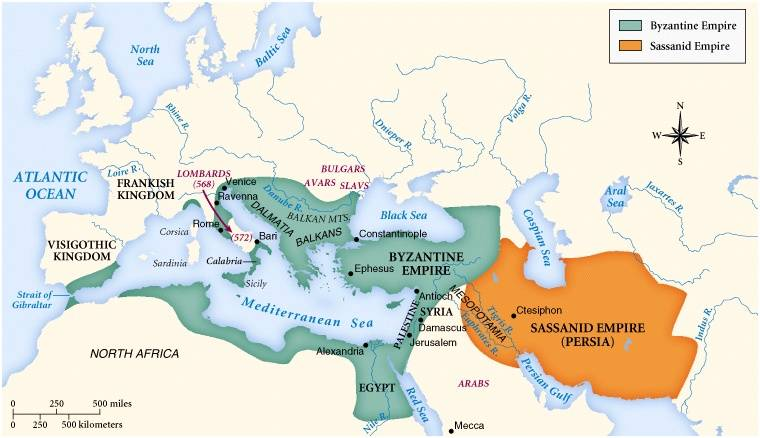 Byzantine Empire
Sassanid Empire
North
Sea
Baltic Sea
Volga R.
Dnieper R.
Rhine R.
N
W
E
S
ATLANTIC
OCEAN
Loire R.
FRANKISH
KINGDOM
LOMBARDS
(568)
Venice
Ravenna
BULGARS
AVARS
SLAVS
Danube R.
DALMATIA
BALKAN MTS.
BALKANS
Black Sea
Caspian Sea
Aral
Sea
Jaxartes R.
VISIGOTHIC
KINGDOM
Corsica
Rome
(572)
Bari
Constantinople
Sardinia
Calabria
Sicily
Ephesus
BYZANTINE
EMPIRE
Strait of
Gibraltar
Mediterranean Sea
Antioch
SYRIA
Damascus
PALESTINE
Jerusalem
MESOPOTAMIA
Tigris R.
Euphrates R.
Ctesiphon
SASSANID EMPIRE
(PERSIA)
Indus R.
NORTH AFRICA
Alexandria
EGYPT
Nile R.
Red Sea
ARABS
Persian Gulf
Mecca
0 250 500 miles
0 250 500 kilometers